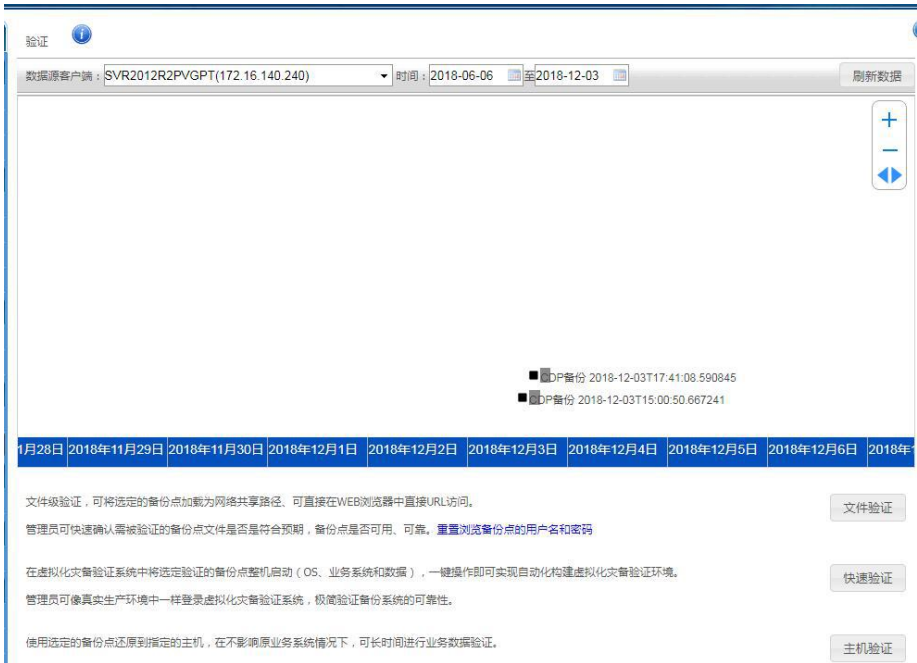 验证
数据源客户端：SVR2012R2PVGPT(172.16.140.240) 时间：2018-06-06 至2018-12-03 刷新数据
CDP备份 2018-12-03T17:41:08.590845
CDP备份 2018-12-03T15:00:50.667241
1月28日 2018年11月29日 2018年11月30日 2018年12月1日 2018年12月2日 2018年12月3日 2018年12月4日 2018年12月5日 2018年12月6日 2018年1
文件级验证，可将选定的备份点加载为网络共享路径、可直接在WEB浏览器中直接URL访问。
文件验证
管理员可快速确认需被验证的备份点文件是否是符合预期，备份点是否可用、可靠。重置浏览备份点的用户名和密码
在虚拟化灾备验证系统中将选定验证的备份点整机启动（OS、业务系统和数据），一键操作即可实现自动化构建虚拟化灾备验证环境。
快速验证
管理员可像真实生产环境中一样登录虚拟化灾备验证系统，极简验证备份系统的可靠性。
使用选定的备份点还原到指定的主机，在不影响原业务系统情况下，可长时间进行业务数据验证。
主机验证